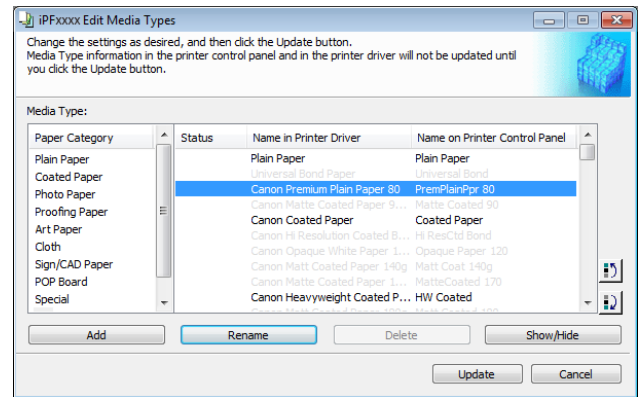 iPFxxxx Edit Media Types
Change the settings as desired, and then click the Update button.
Media Type information in the printer control panel and in the printer driver will not be updated until
you click the Update button.
Media Type:
Paper Category Status Name in Printer Driver Name on Printer Control Panel
Plain Paper Plain Paper Plain Paper
Coated Paper Universal Bond Paper Universal Bond
Photo Paper Canon Premium Plain Paper 80 PremPlainPpr 80
Proofing Paper Canon Matte Coated Paper 9... Matte Coated 90
Art Paper Canon Coated Paper Coated Paper
Cloth Canon Hi Resolution Coated B... Hi ResCtd Bond
Sign/CAD Paper Canon Opaque White Paper 1... Opaque Paper 120
POP Board Canon Matt Coated Paper 140g Matt Coat 140g
Special Canon Matte Coated Paper 1... MatteCoated 170
Canon Heavyweight Coated P... HW Coated
Add Rename Delete Show/Hide
Update Cancel